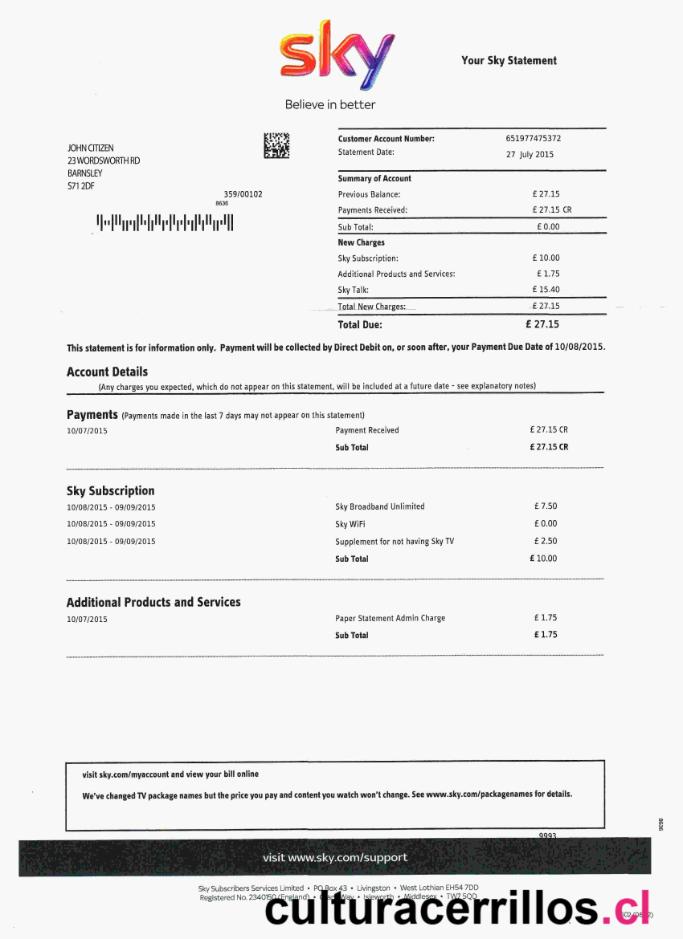 sky
Your Sky Statement
Believe in better
JOHN CITIZEN
23 WORDSWORTH RD
BARNSLEY
S71 2DF
359/00102
8636
Customer Account Number: 651977475372
Statement Date: 27 July 2015
Summary of Account
Previous Balance: £ 27.15
Payments Received: £ 27.15 CR
Sub Total: £ 0.00
New Charges
Sky Subscription: £ 10.00
Additional Products and Services: £ 1.75
Sky Talk: £ 15.40
Total New Charges: £ 27.15
Total Due: £ 27.15
This statement is for information only. Payment will be collected by Direct Debit on, or soon after, your Payment Due Date of 10/08/2015.
Account Details
(Any charges you expected, which do not appear on this statement, will be included at a future date - see explanatory notes)
Payments (Payments made in the last 7 days may not appear on this statement)
10/07/2015 Payment Received £ 27.15 CR
Sub Total £ 27.15 CR
Sky Subscription
10/08/2015 - 09/09/2015 Sky Broadband Unlimited £ 7.50
10/08/2015 - 09/09/2015 Sky WiFi £ 0.00
10/08/2015 - 09/09/2015 Supplement for not having Sky TV £ 2.50
Sub Total £ 10.00
Additional Products and Services
10/07/2015 Paper Statement Admin Charge £ 1.75
Sub Total £ 1.75
visit sky.com/myaccount and view your bill online
We've changed TV package names but the price you pay and content you watch won't change. See www.sky.com/packagenames for details.
9993
visit www.sky.com/support
Sky Subscribers Services Limited • PO Box 43 • Livingston • West Lothian EH54 7DD
Registered No. 2340150 (England) • Way • Isleworth • Middlesex • TW7 5QD
culturacerrillos.cl